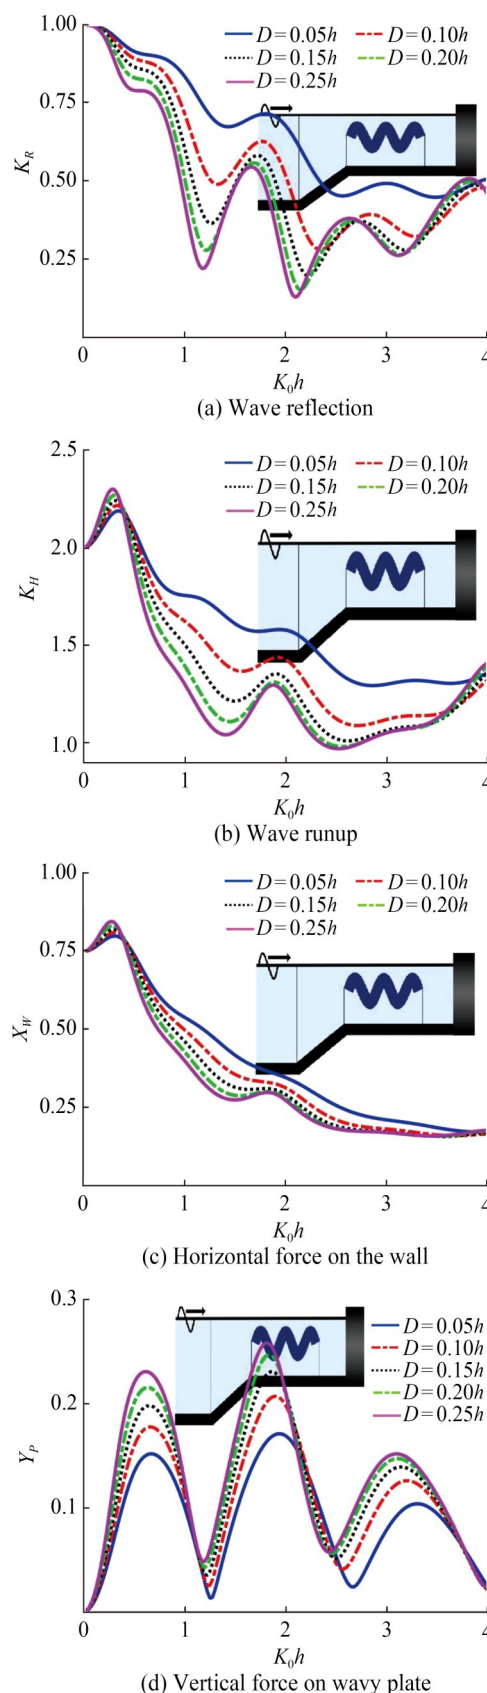 D=0.05h D=0.10h
D=0.15h D=0.20h
D=0.25h
1.00
0.75
0.50
0.25
K_R
0 1 2 3 4
K₀h
(a) Wave reflection
2.5
D=0.05h D=0.10h
D=0.15h D=0.20h
D=0.25h
2.0
1.5
1.0
K_H
0 1 2 3 4
K₀h
(b) Wave runup
1.00
D=0.05h D=0.10h
D=0.15h D=0.20h
D=0.25h
0.75
0.50
0.25
X_W
0 1 2 3 4
K₀h
(c) Horizontal force on the wall
0.3
D=0.05h
D=0.10h
D=0.15h
D=0.20h
D=0.25h
0.2
0.1
Y_P
0 1 2 3 4
K₀h
(d) Vertical force on wavy plate